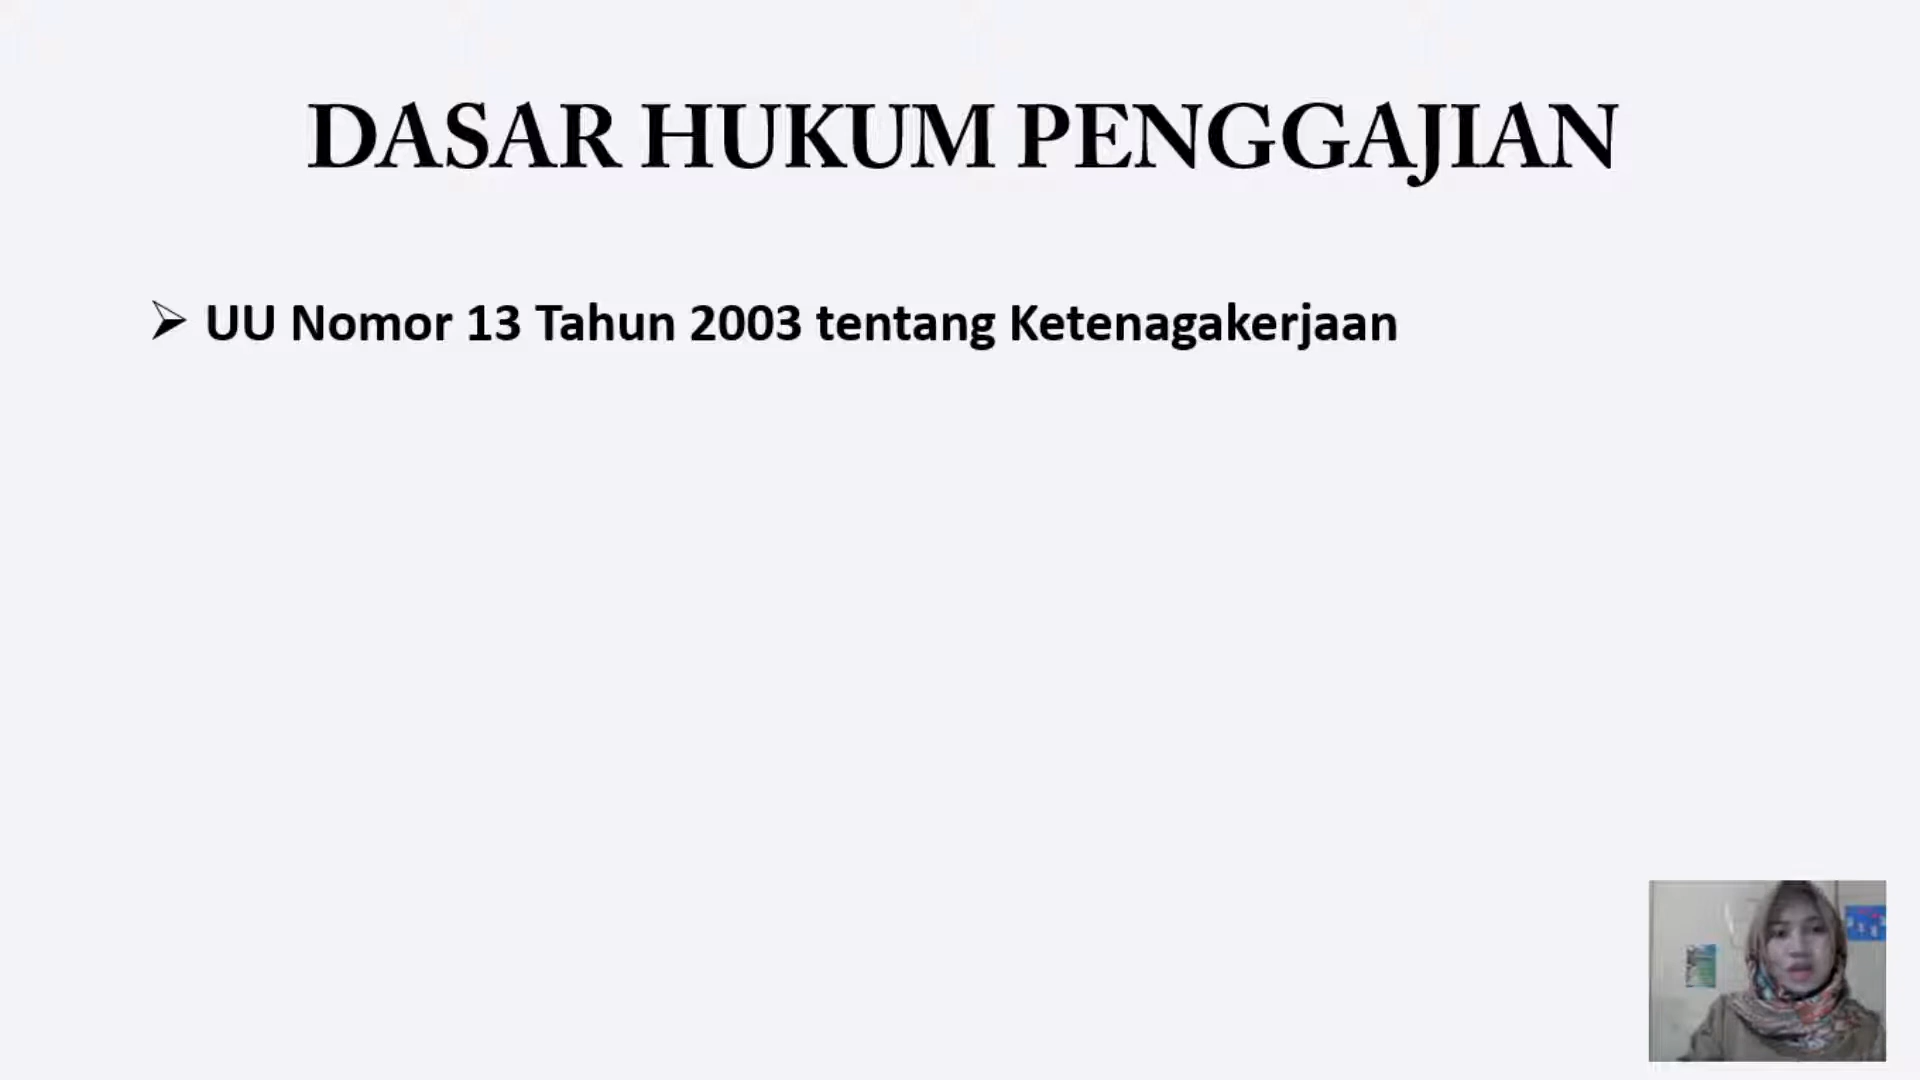 DASAR HUKUM PENGGAJIAN
UU Nomor 13 Tahun 2003 tentang Ketenagakerjaan